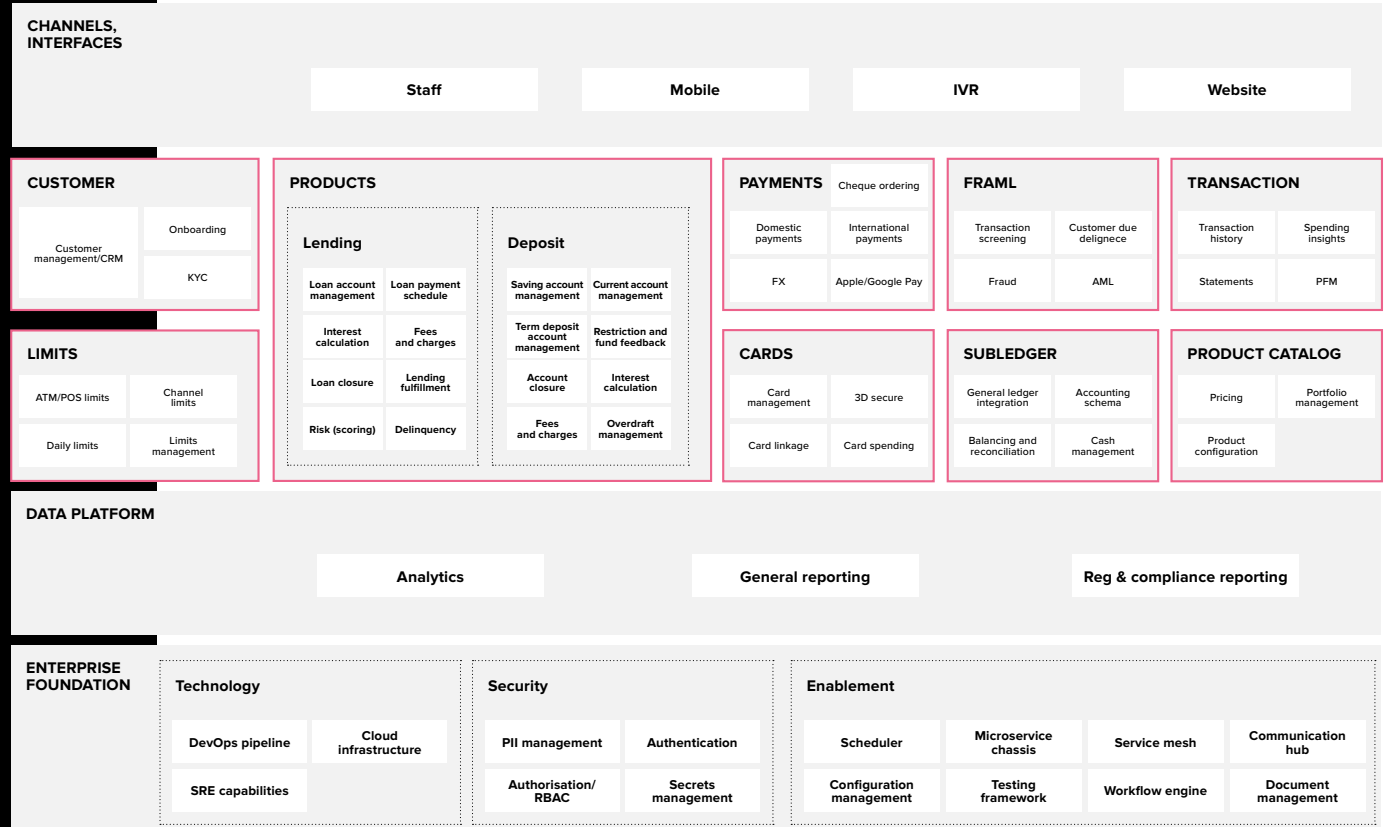 CHANNELS,
INTERFACES
Staff
Mobile
IVR
Website
CUSTOMER
Customer
management/CRM
Onboarding
KYC
PRODUCTS
Lending
Loan account
management
Loan payment
schedule
Interest
calculation
Fees
and charges
Loan closure
Lending
fulfillment
Risk (scoring)
Delinquency
Deposit
Saving account
management
Current account
management
Term deposit
account
management
Restriction and
fund feedback
Account
closure
Interest
calculation
Fees
and charges
Overdraft
management
PAYMENTS
Cheque ordering
Domestic
payments
International
payments
FX
Apple/Google Pay
FRAML
Transaction
screening
Customer due
delignece
Fraud
AML
TRANSACTION
Transaction
history
Spending
insights
Statements
PFM
LIMITS
ATM/POS limits
Channel
limits
Daily limits
Limits
management
CARDS
Card
management
3D secure
Card linkage
Card spending
SUBLEDGER
General ledger
integration
Accounting
schema
Balancing and
reconciliation
Cash
management
PRODUCT CATALOG
Pricing
Portfolio
management
Product
configuration
DATA PLATFORM
Analytics
General reporting
Reg & compliance reporting
ENTERPRISE
FOUNDATION
Technology
DevOps pipeline
Cloud
infrastructure
SRE capabilities
Security
PII management
Authentication
Authorisation/
RBAC
Secrets
management
Enablement
Scheduler
Microservice
chassis
Service mesh
Communication
hub
Configuration
management
Testing
framework
Workflow engine
Document
management